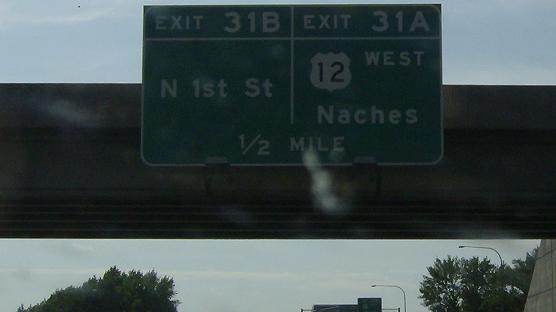 EXIT 31B
N 1st St
EXIT 31A
12 WEST
Naches
1/2 MILE